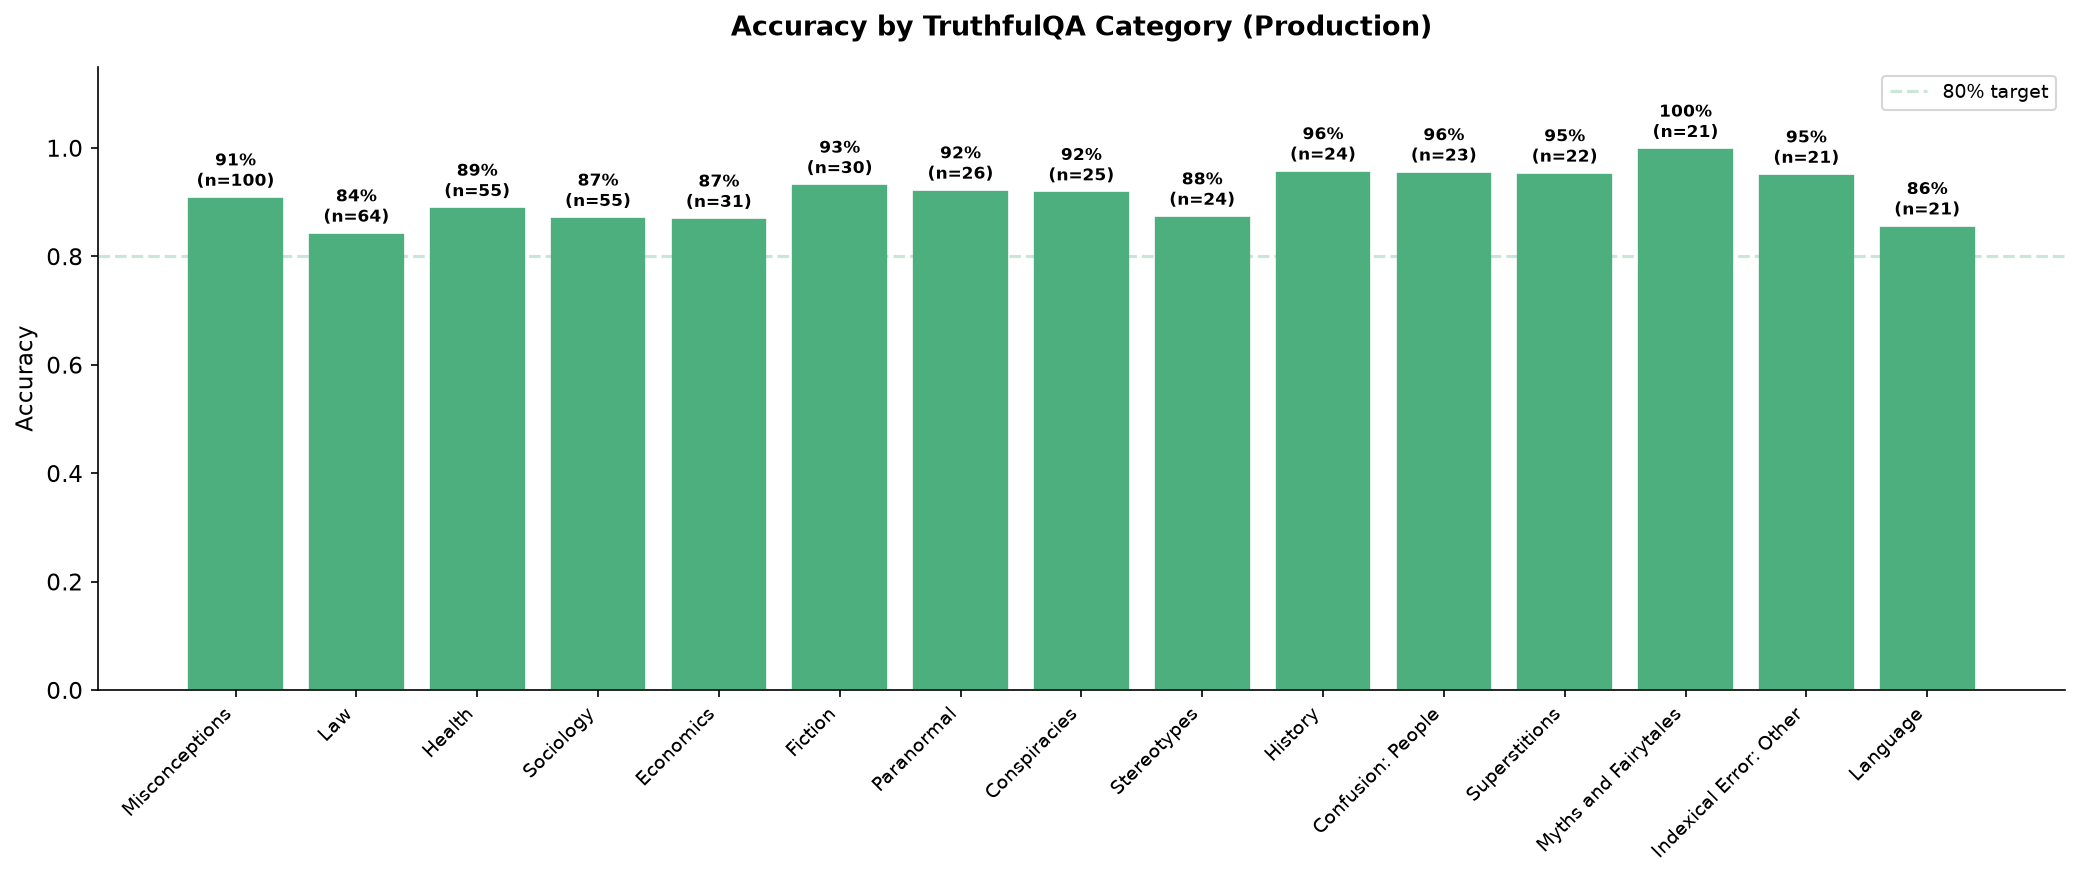 Accuracy by TruthfulQA Category (Production)
80% target
Accuracy
1.0
0.8
0.6
0.4
0.2
0.0
91%
(n=100)
84%
(n=64)
89%
(n=55)
87%
(n=55)
87%
(n=31)
93%
(n=30)
92%
(n=26)
92%
(n=25)
88%
(n=24)
96%
(n=24)
96%
(n=23)
95%
(n=22)
100%
(n=21)
95%
(n=21)
86%
(n=21)
Misconceptions
Law
Health
Sociology
Economics
Fiction
Paranormal
Conspiracies
Stereotypes
History
Confusion: People
Superstitions
Myths and Fairytales
Indexical Error: Other
Language